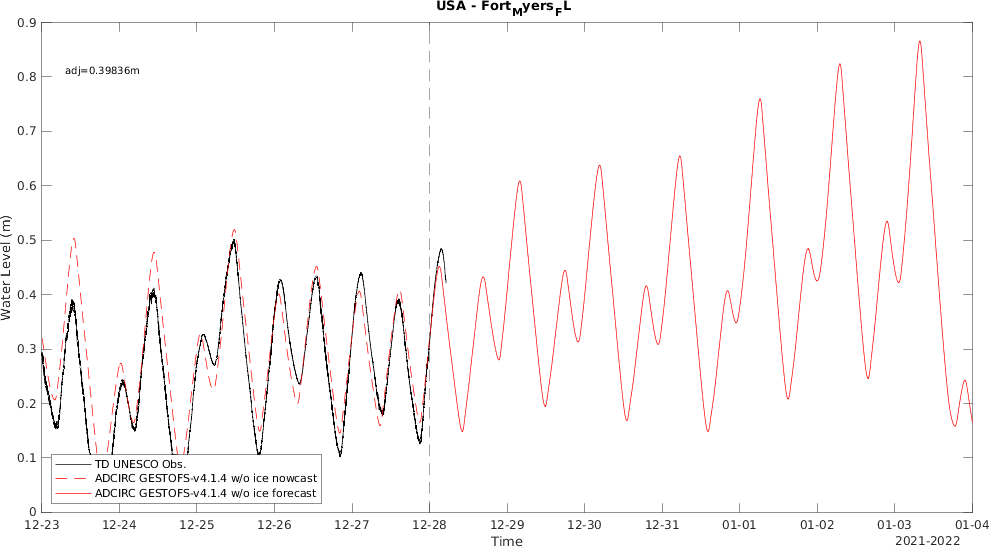 USA - FortMyersFL
adj=0.39836m
Water Level (m)
0.9
0.8
0.7
0.6
0.5
0.4
0.3
0.2
0.1
0
TD UNESCO Obs.
ADCIRC GESTOFS-v4.1.4 w/o ice nowcast
ADCIRC GESTOFS-v4.1.4 w/o ice forecast
12-23 12-24 12-25 12-26 12-27 12-28 12-29 12-30 12-31 01-01 01-02 01-03 01-04
Time
2021-2022